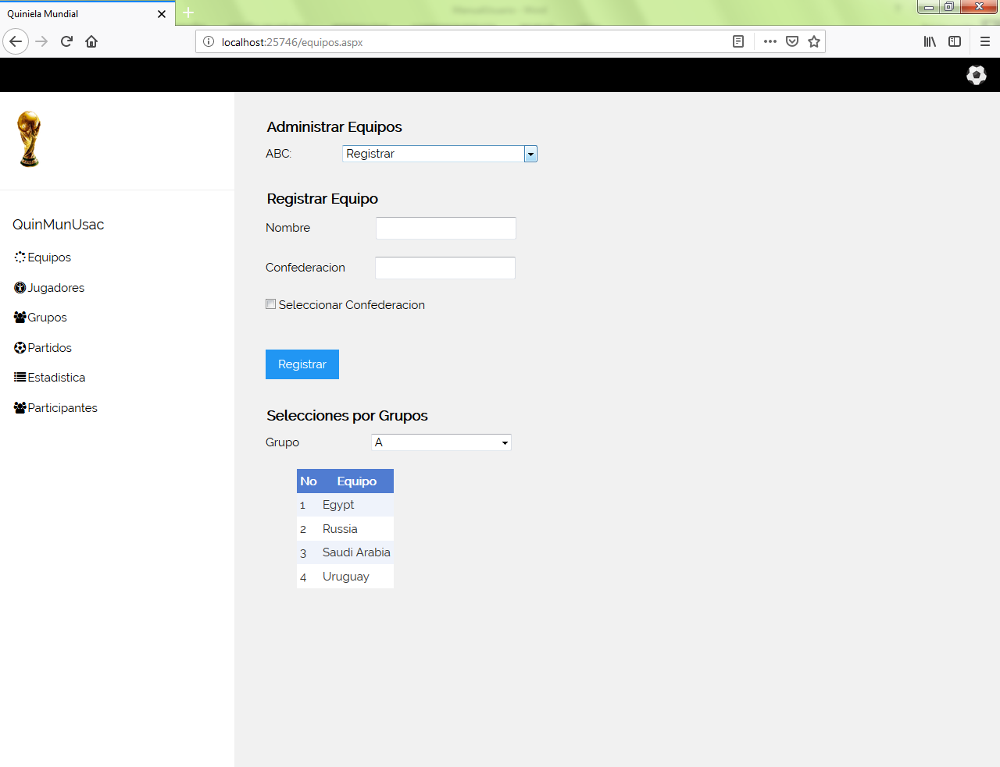 Quiniela Mundial
localhost:25746/equipos.aspx
Administrar Equipos
ABC: Registrar
Registrar Equipo
Nombre
Confederacion
Seleccionar Confederacion
Registrar
Selecciones por Grupos
Grupo A
No Equipo
1 Egypt
2 Russia
3 Saudi Arabia
4 Uruguay
QuinMunUsac
Equipos
Jugadores
Grupos
Partidos
Estadistica
Participantes